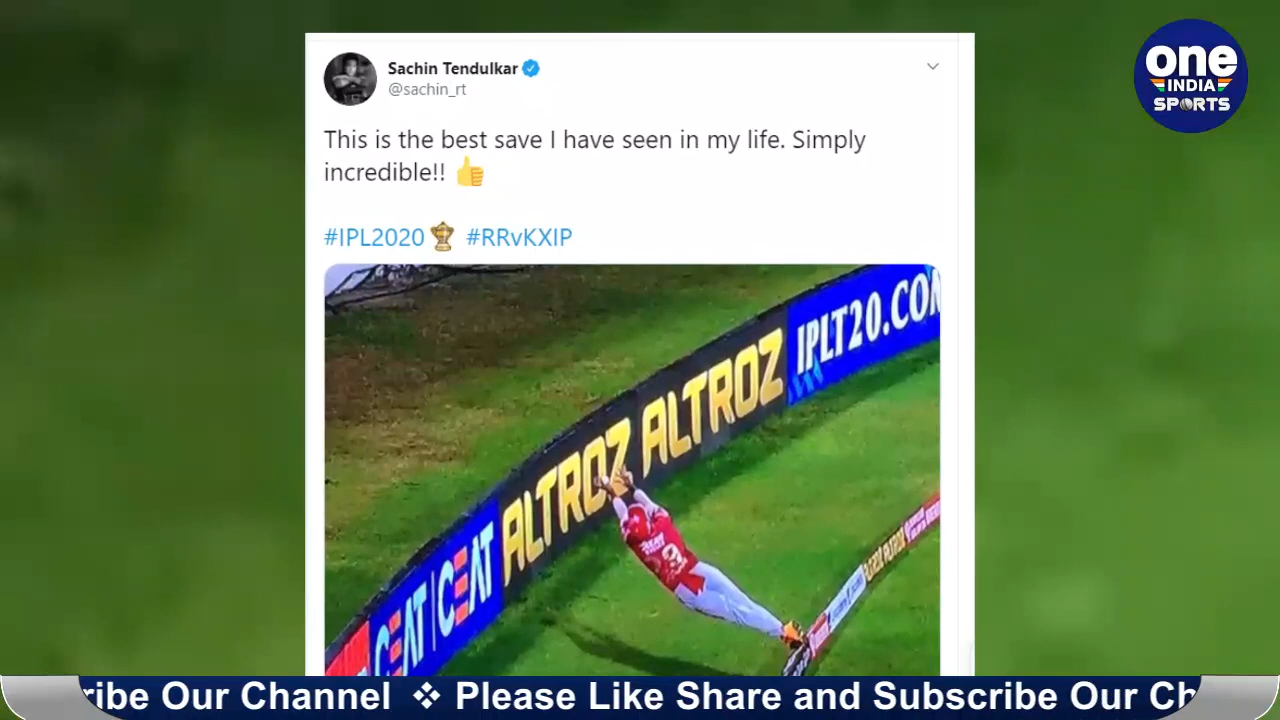 Sachin Tendulkar
@sachin_rt
This is the best save I have seen in my life. Simply
incredible!! 👍
#IPL2020🏆 #RRvKXIP
one
INDIA
SPORTS
IPLT20.COM
ALTROZ ALTROZ
CEAT CEAT
9
ribe Our Channel ❖ Please Like Share and Subscribe Our Ch